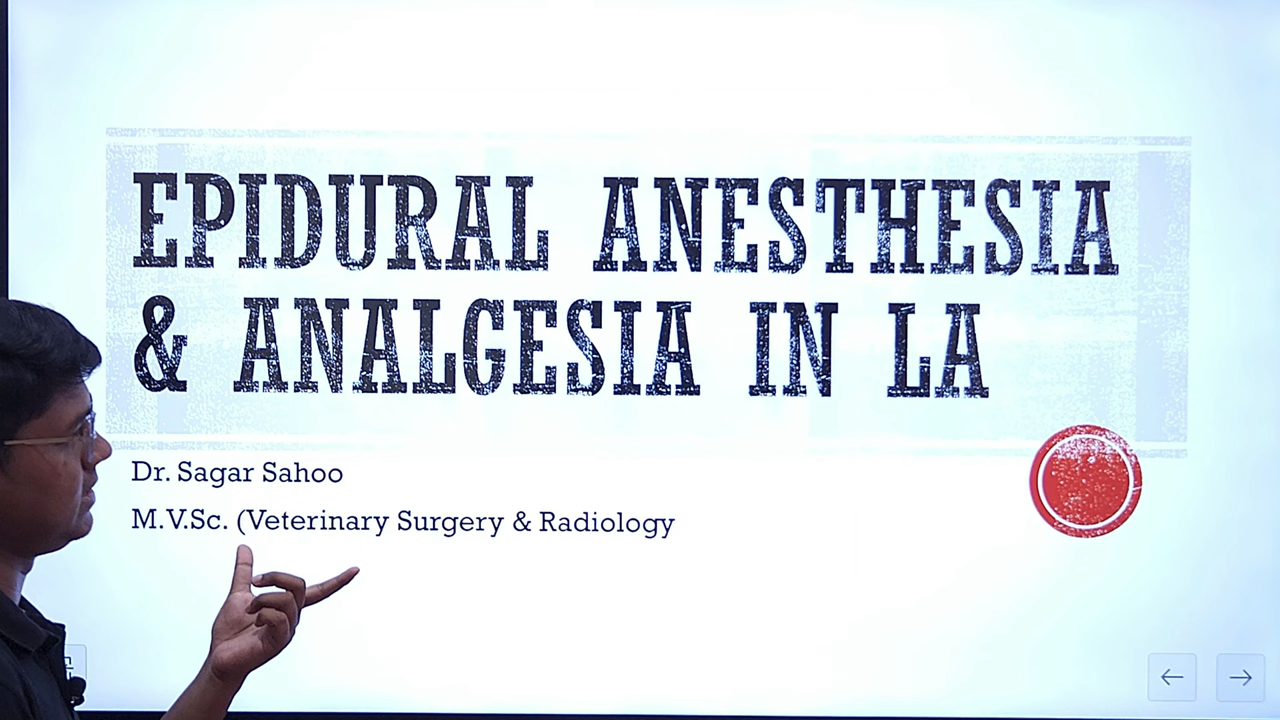 EPIDURAL ANESTHESIA
& ANALGESIA IN LA
Dr. Sagar Sahoo
M.V.Sc. (Veterinary Surgery & Radiology